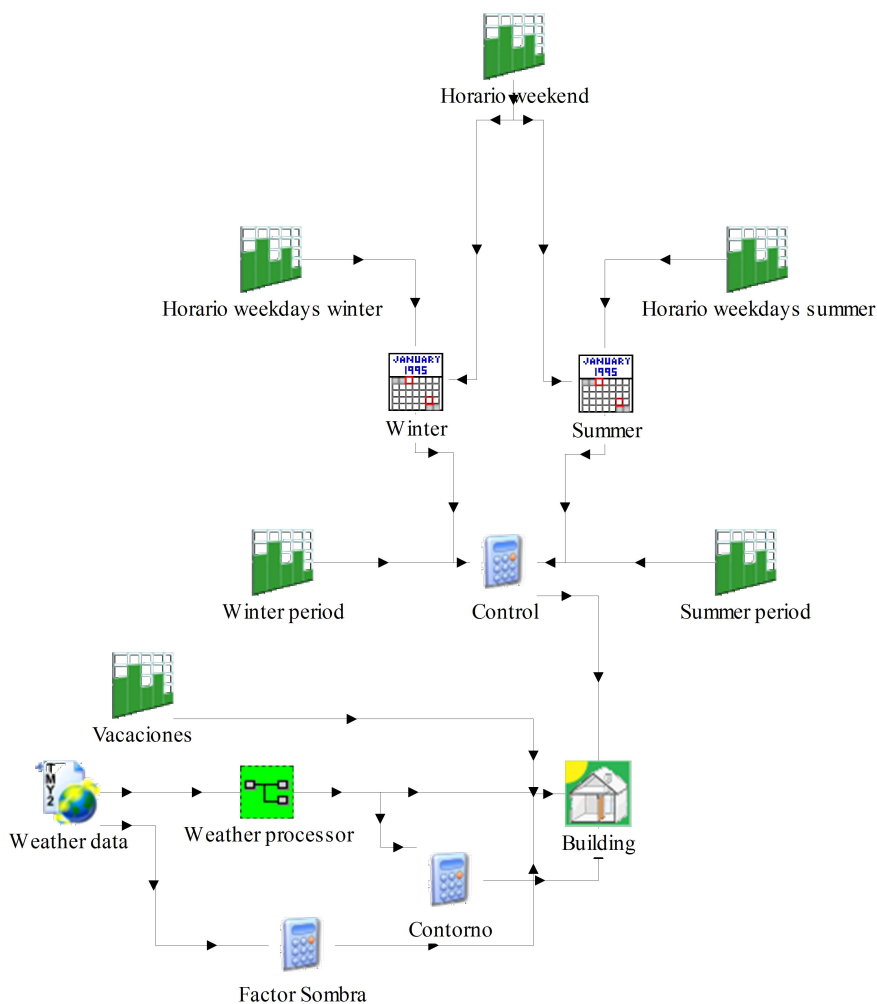 Horario weekend
Horario weekdays winter
Horario weekdays summer
JANUARY
1995
JANUARY
1995
Winter
Summer
Winter period
Control
Summer period
Vacaciones
TMY2
Weather data
Weather processor
Building
Contorno
Factor Sombra